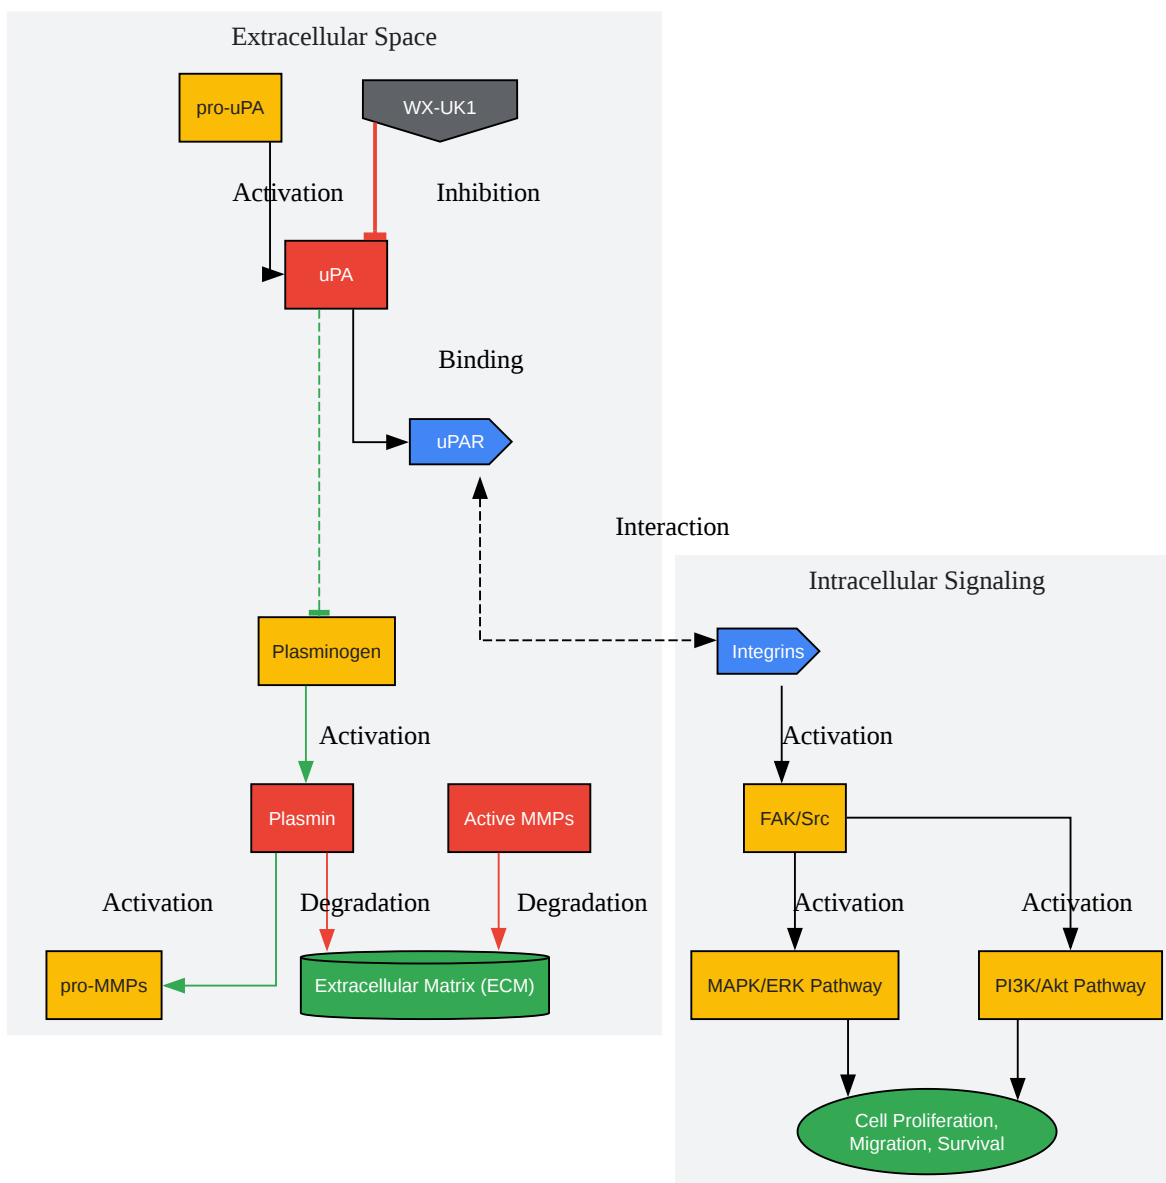 Extracellular Space
pro-uPA
WX-UK1
Activation
Inhibition
uPA
Binding
uPAR
Interaction
Intracellular Signaling
Plasminogen
Integrins
Activation
Activation
Plasmin
Active MMPs
FAK/Src
Activation
Degradation
Degradation
Activation
Activation
pro-MMPs
Extracellular Matrix (ECM)
MAPK/ERK Pathway
PI3K/Akt Pathway
Cell Proliferation,
Migration, Survival